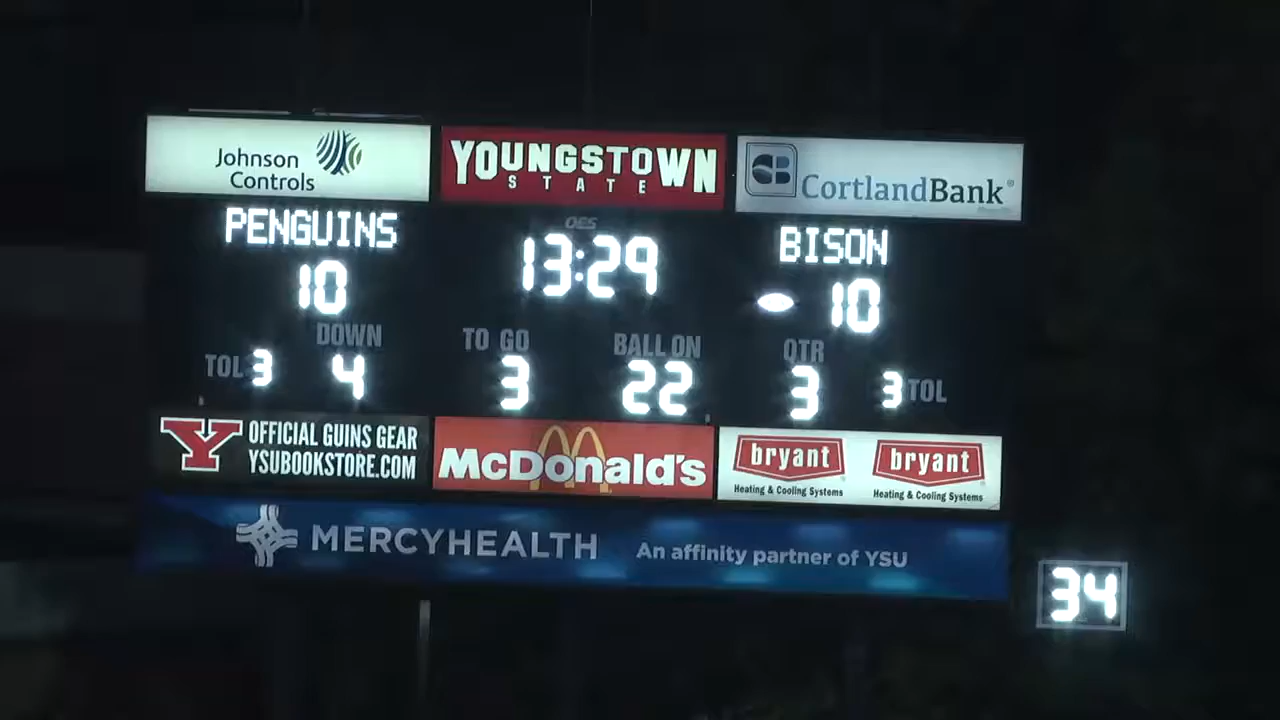 Johnson
Controls
YOUNGSTOWN
STATE
CortlandBank
PENGUINS
OES
13:29
BISON
10
10
DOWN
TO GO
BALL ON
QTR
TOL 3
4
3
22
3
3 TOL
Y
OFFICIAL GUINS GEAR
YSUBOOKSTORE.COM
McDonald's
bryant
Heating & Cooling Systems
bryant
Heating & Cooling Systems
MERCYHEALTH
An affinity partner of YSU
34